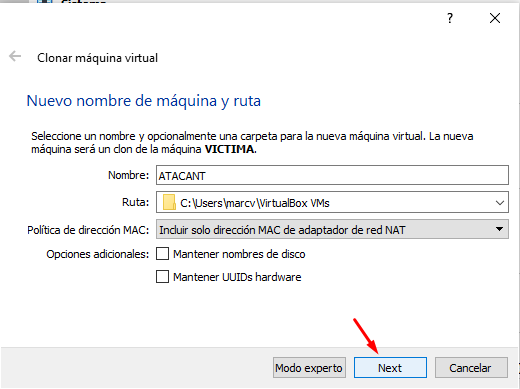 Sistema
Clonar máquina virtual
Nuevo nombre de máquina y ruta
Seleccione un nombre y opcionalmente una carpeta para la nueva máquina virtual. La nueva
máquina será un clon de la máquina VICTIMA.
Nombre: ATACANT
Ruta: C:\Users\marcv\VirtualBox VMs
Política de dirección MAC: Incluir solo dirección MAC de adaptador de red NAT
Opciones adicionales: Mantener nombres de disco
Mantener UUIDs hardware
Modo experto Next Cancelar